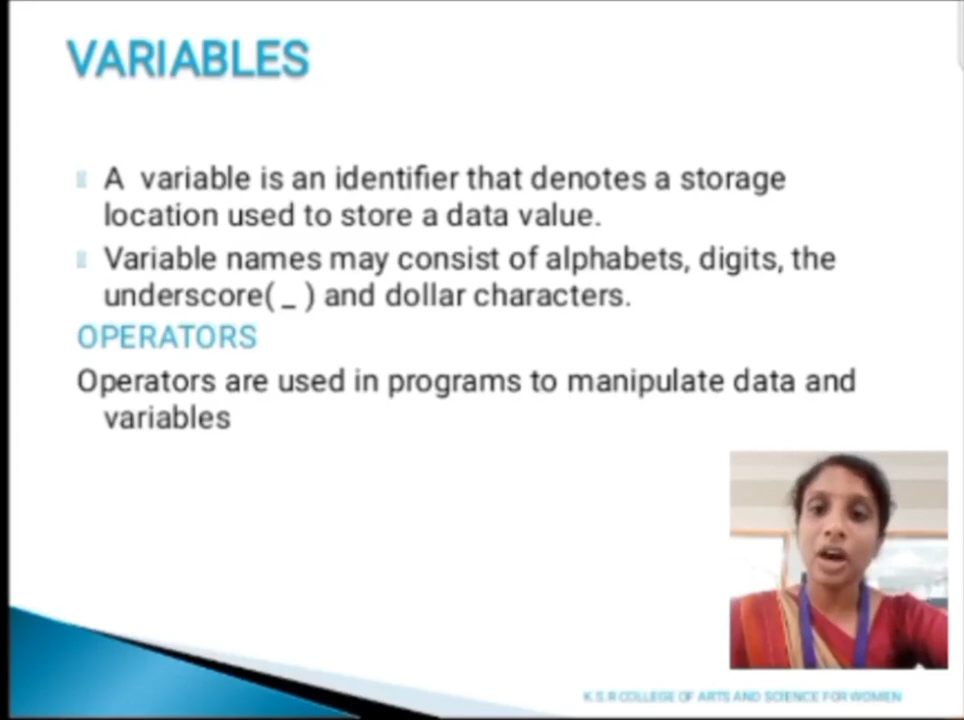 VARIABLES
A variable is an identifier that denotes a storage
location used to store a data value.
Variable names may consist of alphabets, digits, the
underscore( _ ) and dollar characters.
OPERATORS
Operators are used in programs to manipulate data and
variables
K.S.R COLLEGE OF ARTS AND SCIENCE FOR WOMEN